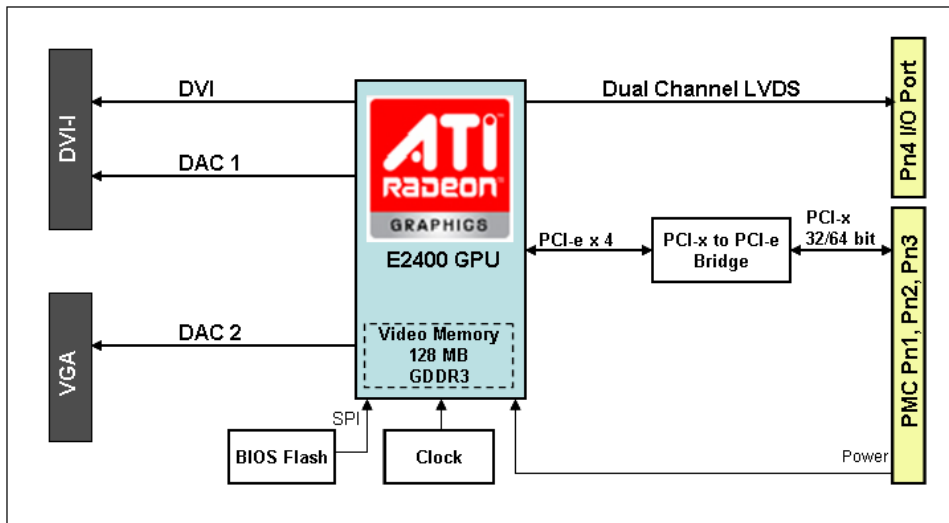 DVI-I
DVI
DAC 1
ATI
RADEON™
GRAPHICS
E2400 GPU
Dual Channel LVDS
Pn4 I/O Port
PCI-e x 4
PCI-x to PCI-e
Bridge
PCI-x
32/64 bit
PMC Pn1, Pn2, Pn3
VGA
DAC 2
Video Memory
128 MB
GDDR3
SPI
BIOS Flash
Clock
Power